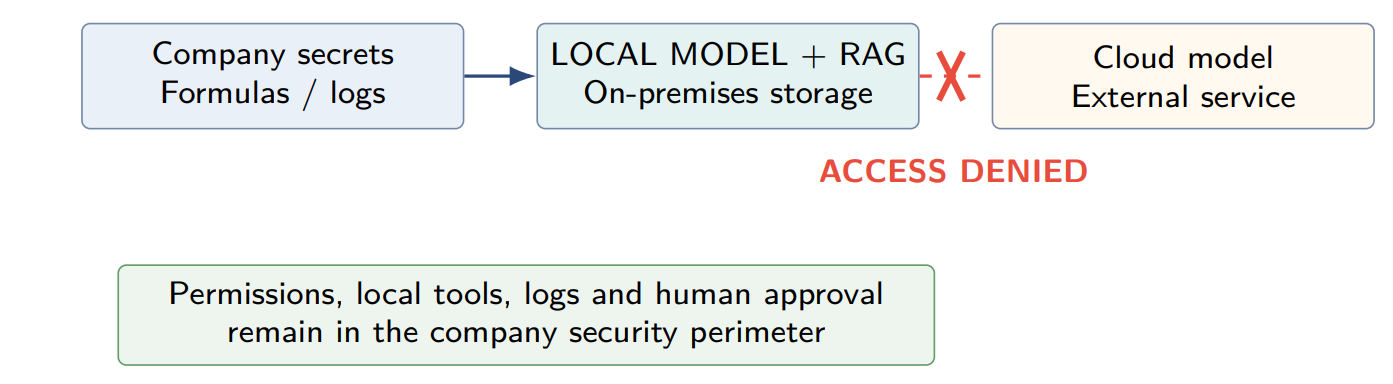 Company secrets
Formulas / logs
LOCAL MODEL + RAG
On-premises storage
Cloud model
External service
ACCESS DENIED
Permissions, local tools, logs and human approval
remain in the company security perimeter